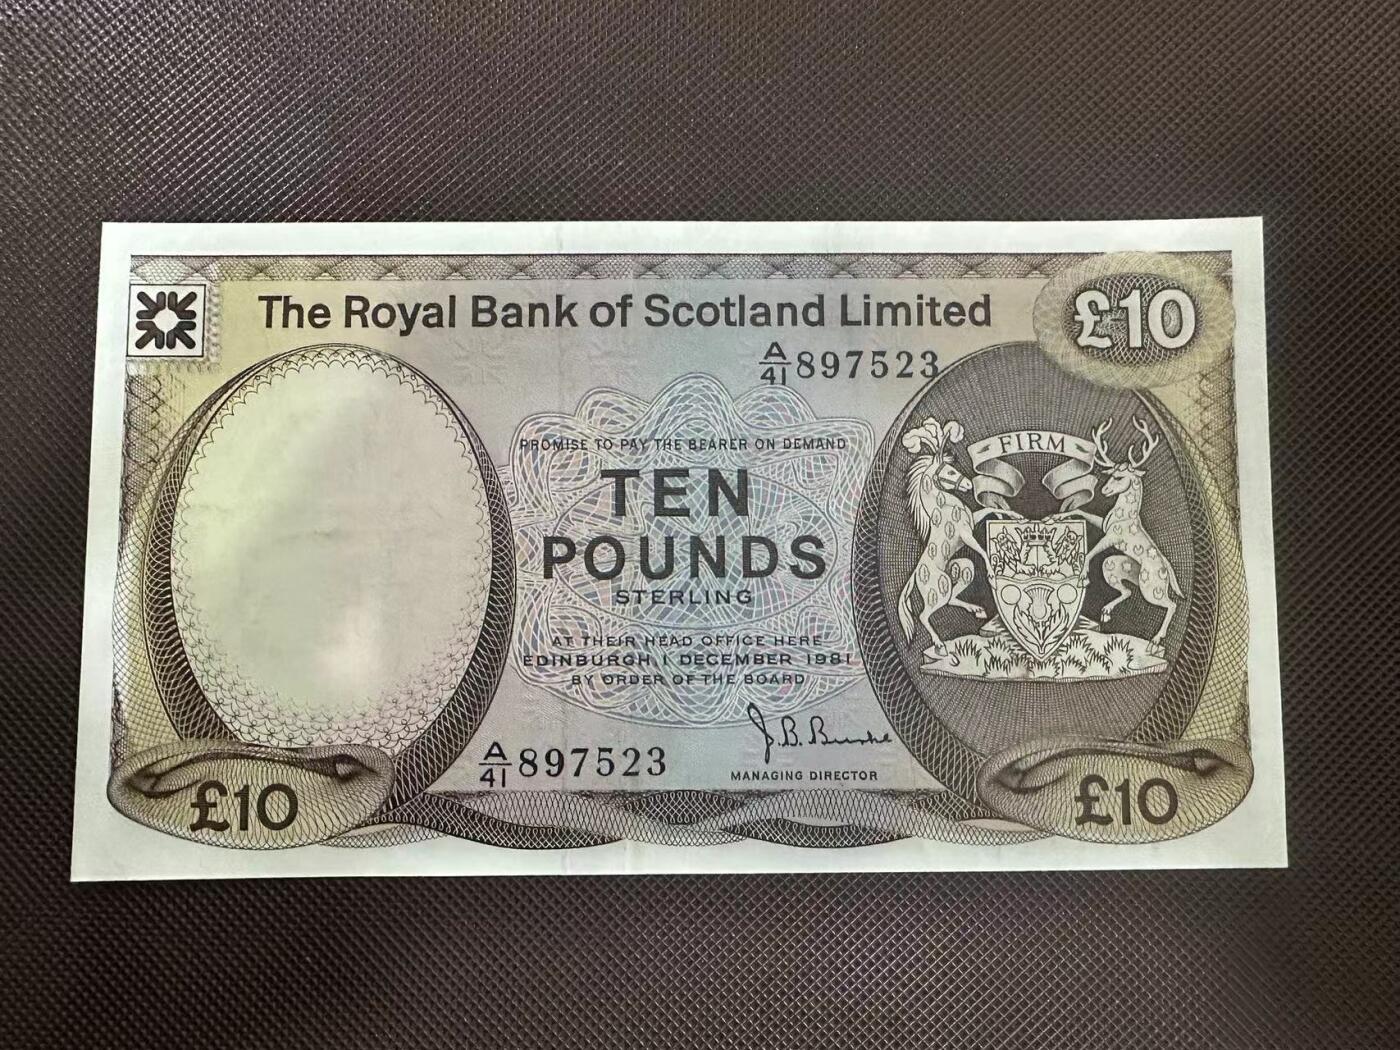 The Royal Bank of Scotland Limited
£10
A/41 897523
FIRM
PROMISE TO PAY THE BEARER ON DEMAND
TEN
POUNDS
STERLING
AT THEIR HEAD OFFICE HERE
EDINBURGH, 1 DECEMBER 1981
BY ORDER OF THE BOARD
J.B. Burke
A/41 897523
MANAGING DIRECTOR
£10
£10